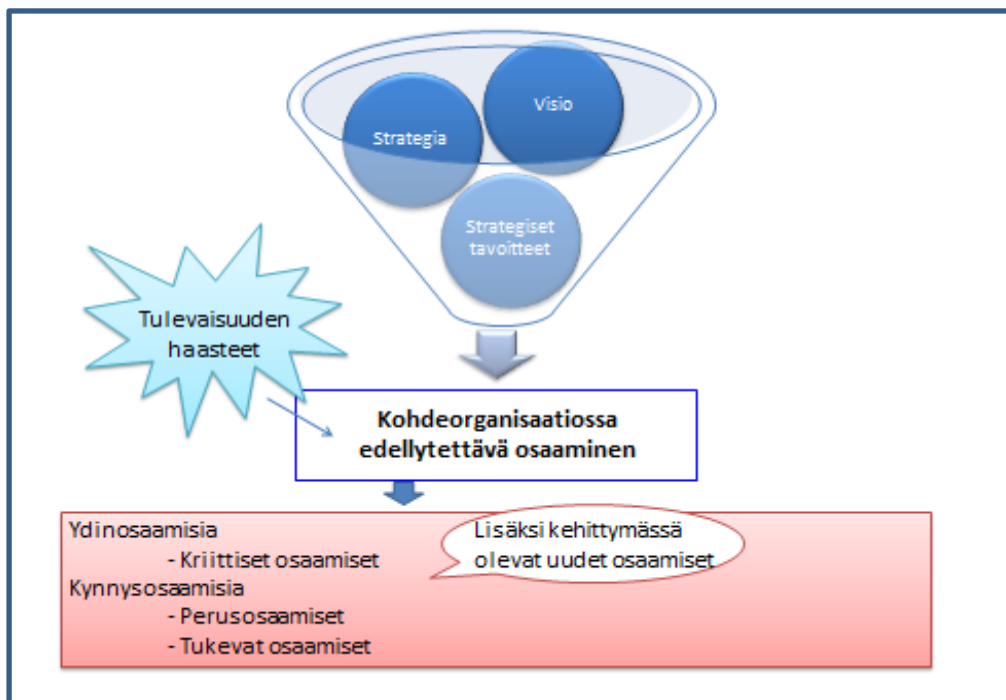 Visio
Strategia
Strategiset
tavoitteet
Tulevaisuuden
haasteet
Kohdeorganisaatiossa
edellytettävä osaaminen
Ydinosaamisia
- Kriittiset osaamiset
Kynnysosaamisia
- Perusosaamiset
- Tukevat osaamiset
Lisäksi kehittymässä
olevat uudet osaamiset